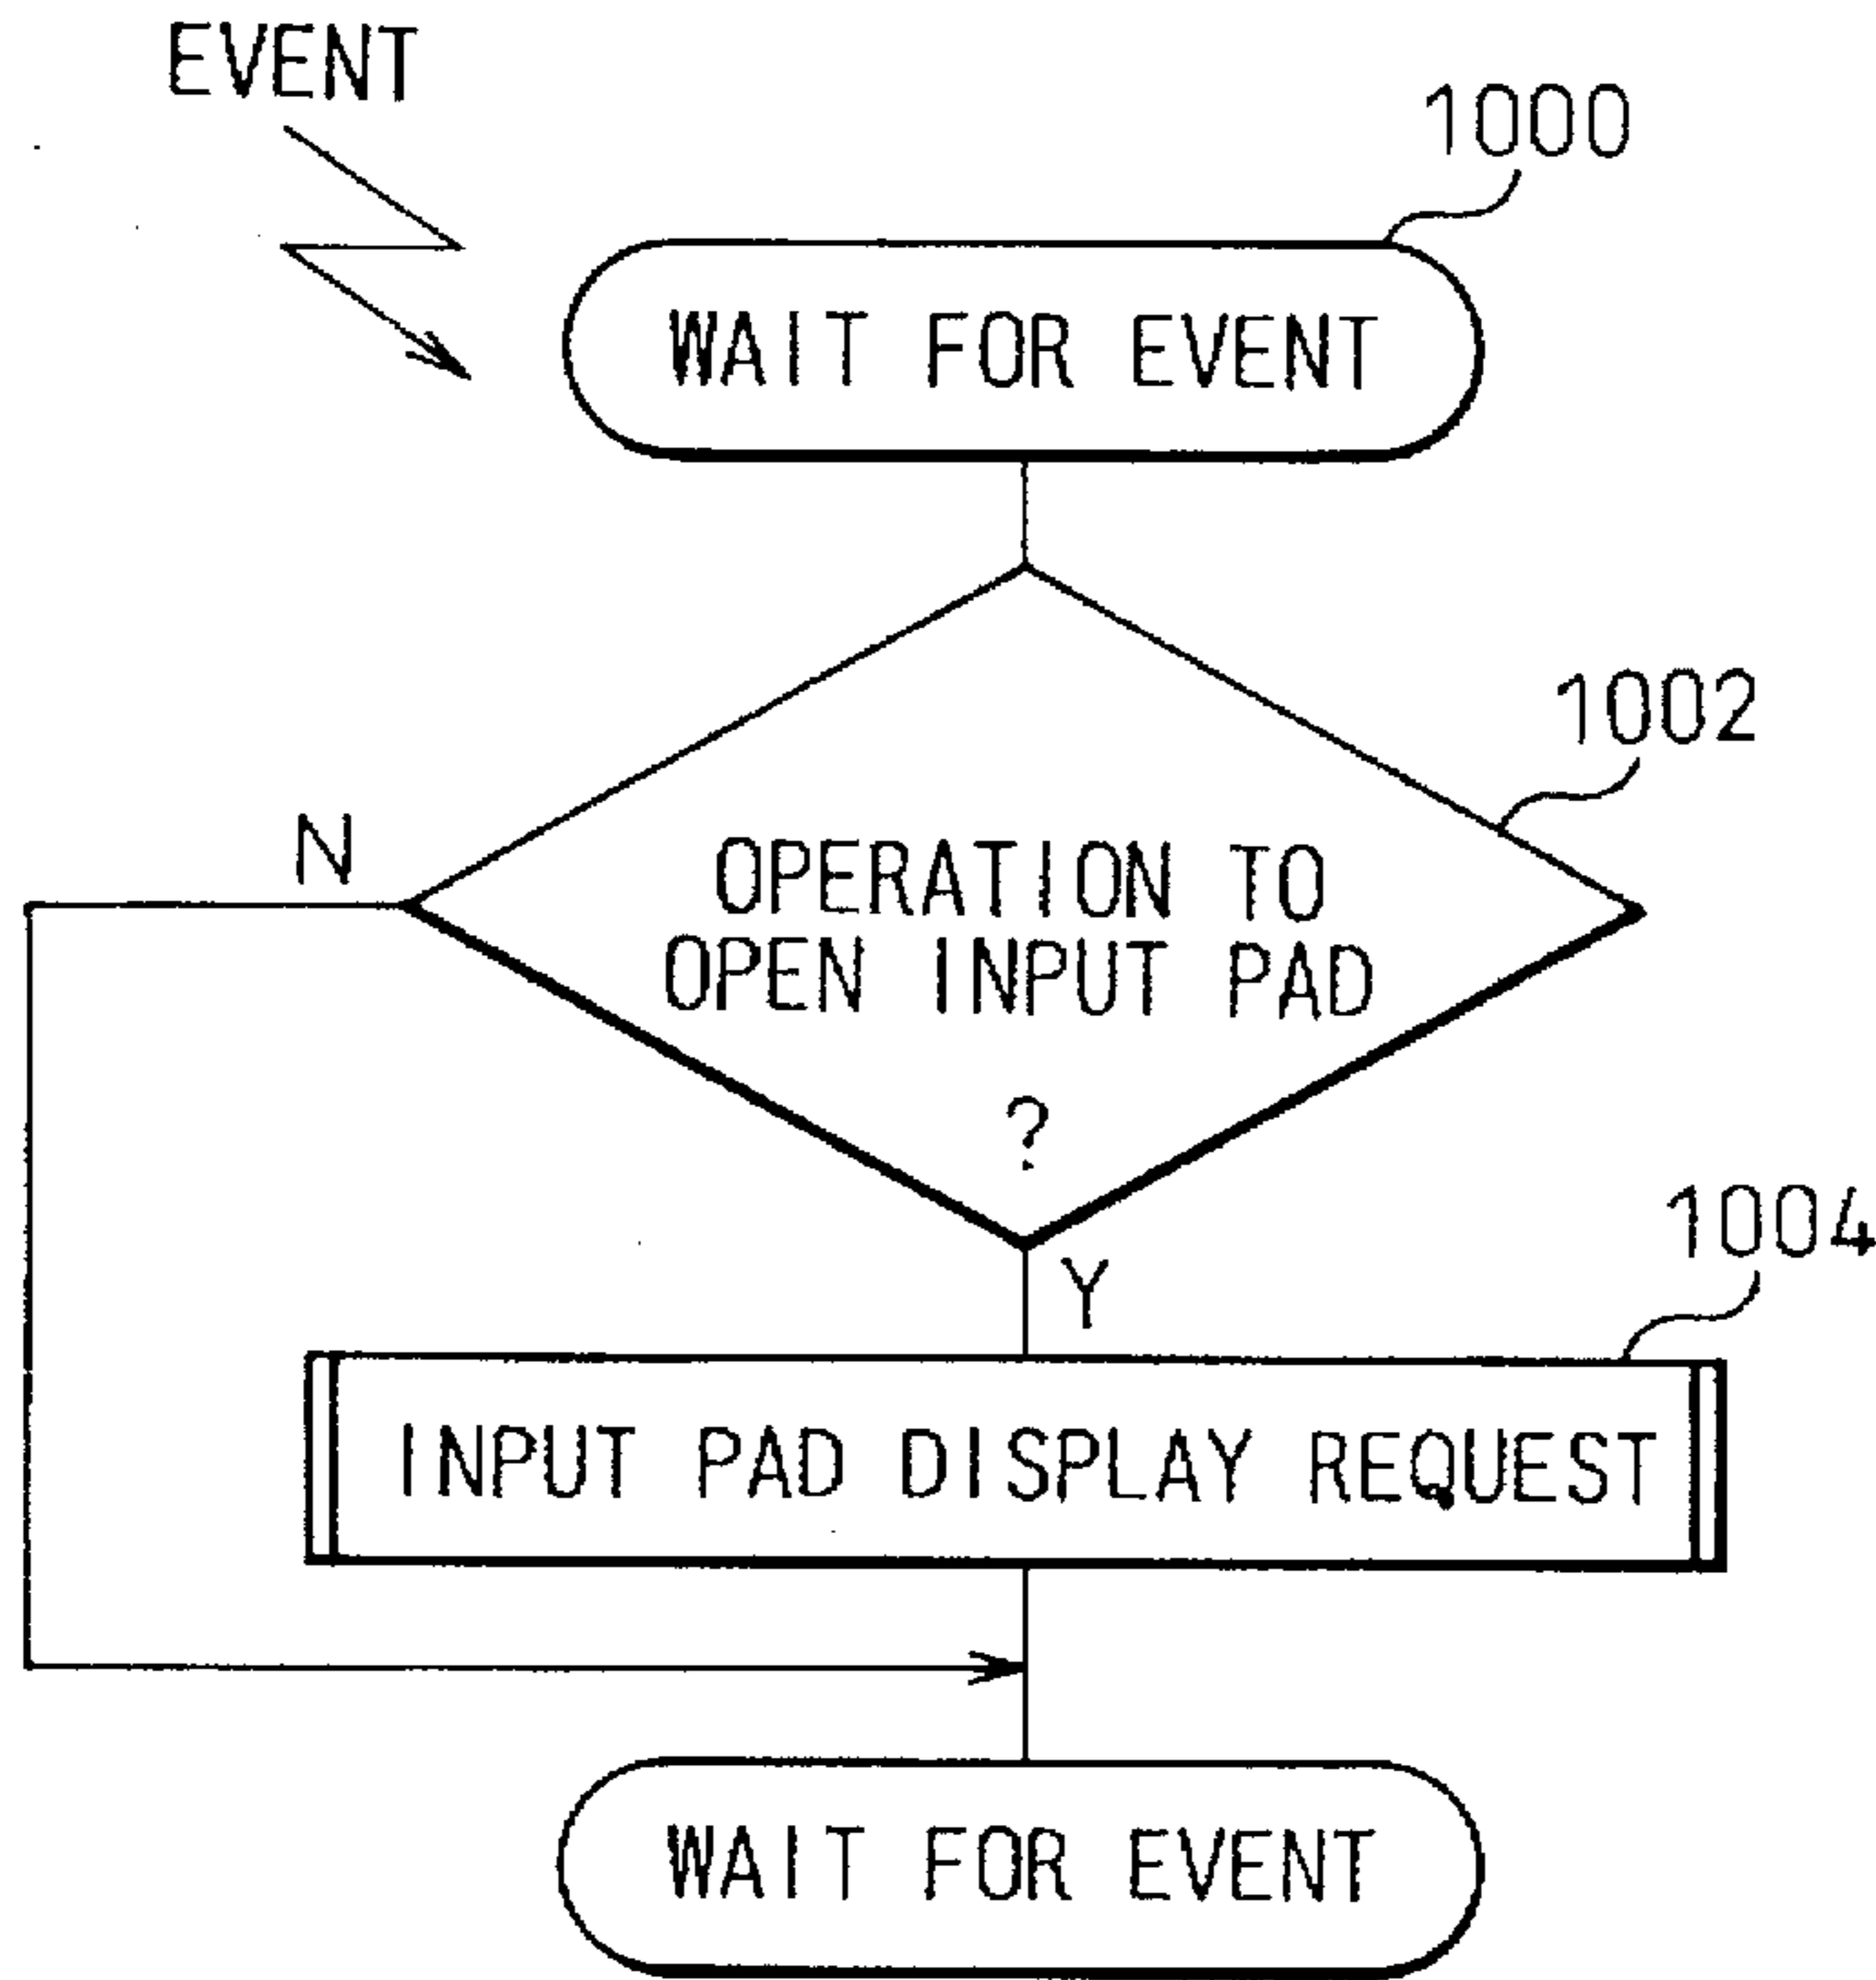 EVENT
1000
WAIT FOR EVENT
1002
N
OPERATION TO
OPEN INPUT PAD
?
1004
Y
INPUT PAD DISPLAY REQUEST
WAIT FOR EVENT